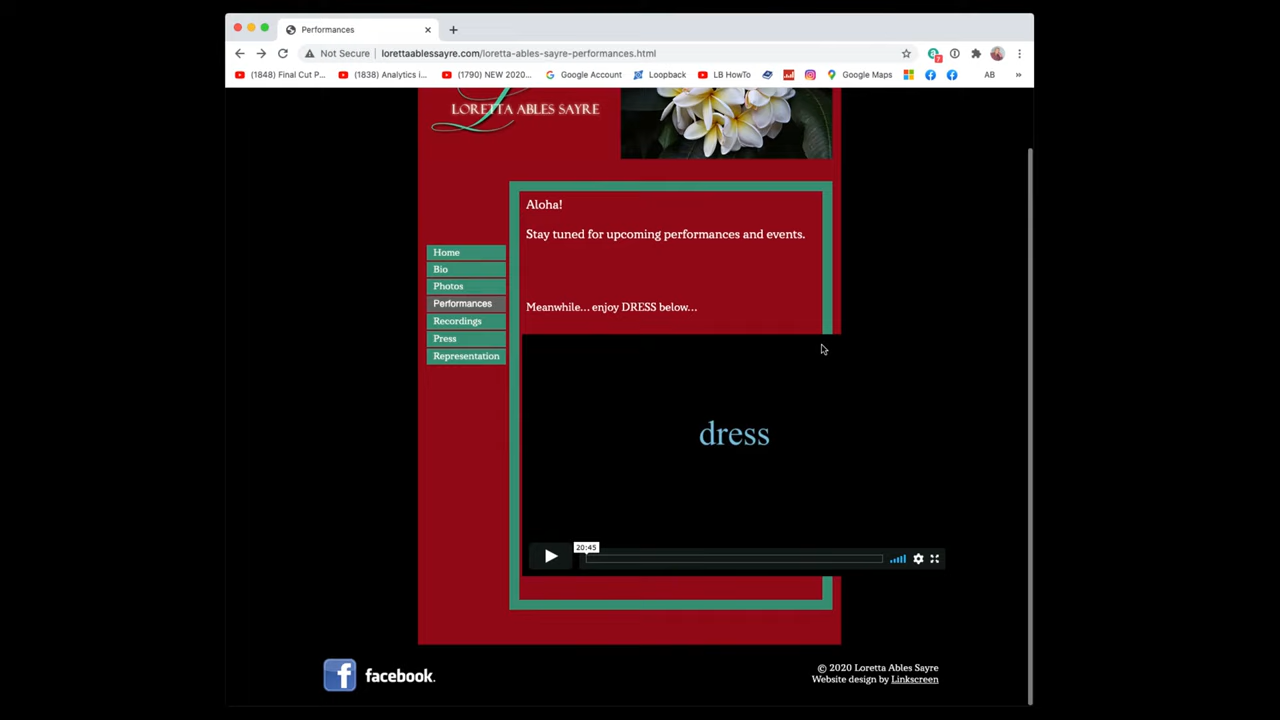 Performances
Not Secure lorettaablessayre.com/loretta-ables-sayre-performances.html
7
(1848) Final Cut P... (1838) Analytics i... (1790) NEW 2020... Google Account Loopback LB HowTo Google Maps AB »
LORETTA ABLES SAYRE
Aloha!
Stay tuned for upcoming performances and events.
Home
Bio
Photos
Performances
Recordings
Press
Representation
Meanwhile... enjoy DRESS below...
dress
20:45
facebook.
© 2020 Loretta Ables Sayre
Website design by Linkscreen